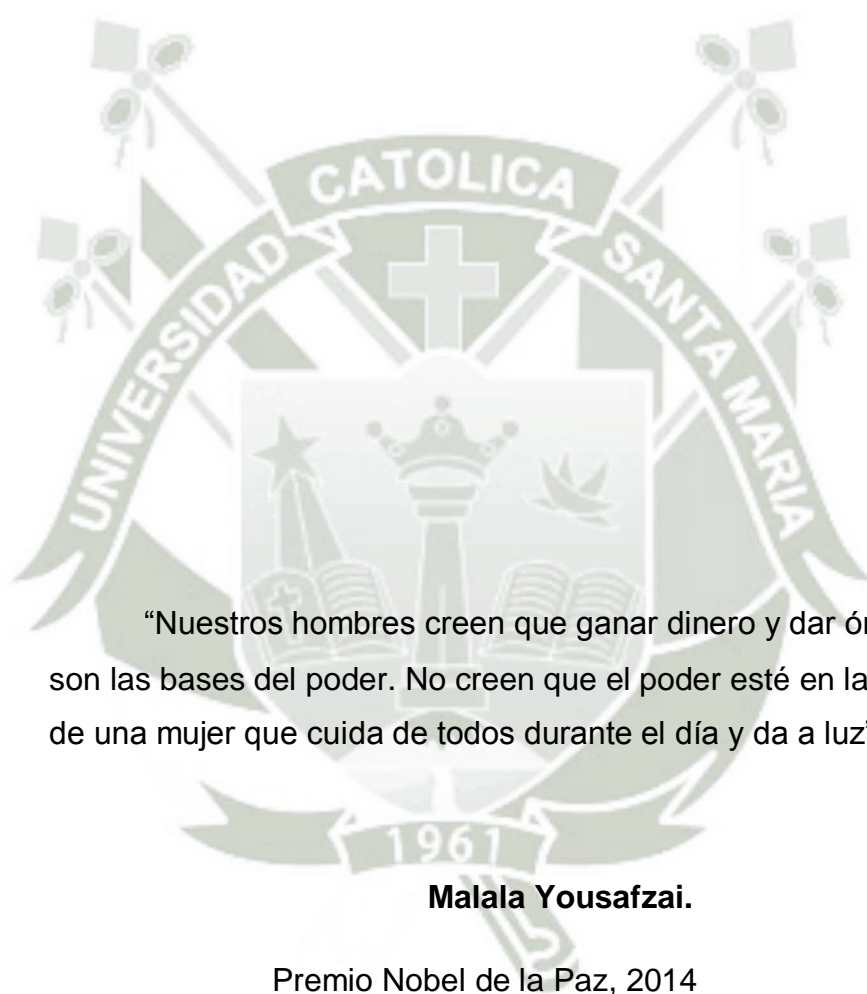 CATOLICA
UNIVERSIDAD
SANTA MARIA
“Nuestros hombres creen que ganar dinero y dar
son las bases del poder. No creen que el poder esté en
de una mujer que cuida de todos durante el día y da a luz”
1961
Malala Yousafzai.
Premio Nobel de la Paz, 2014